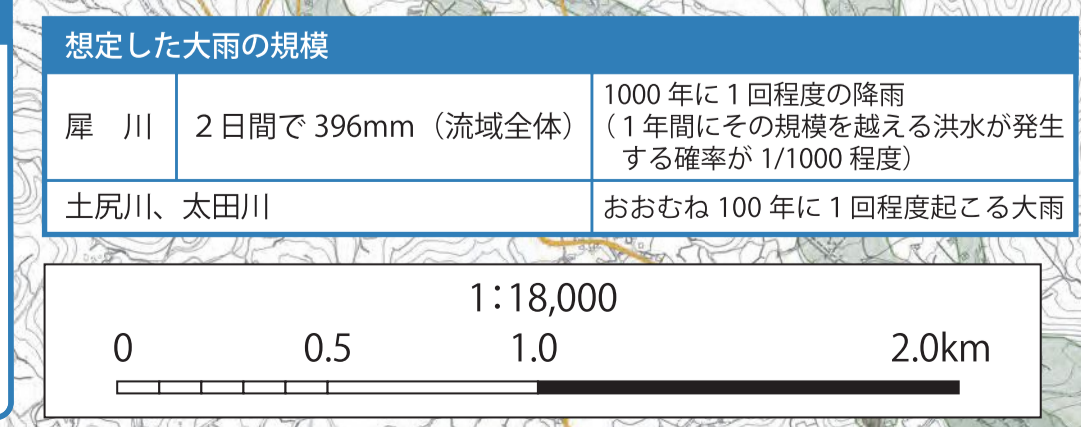 想定した大雨の規模
犀　川
２日間で 396mm（流域全体）
1000 年に 1 回程度の降雨
（１年間にその規模を越える洪水が発生
する確率が 1/1000 程度）
土尻川、太田川
おおむね 100 年に 1 回程度起こる大雨
1：18,000
0 0.5 1.0 2.0km